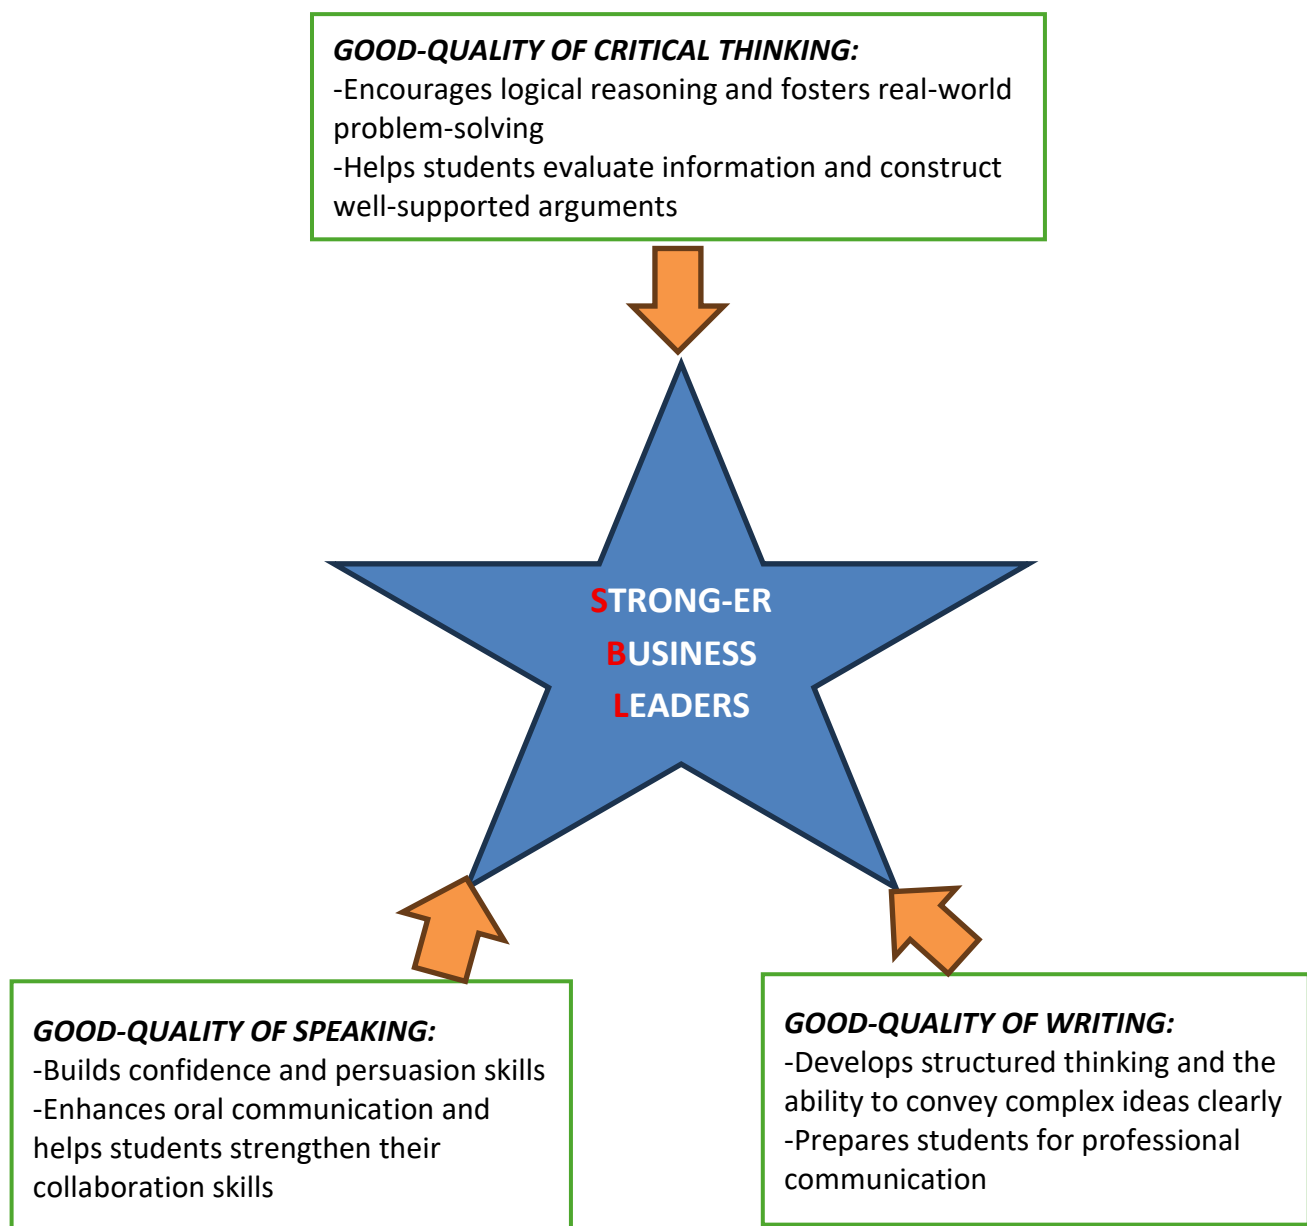 GOOD-QUALITY OF CRITICAL THINKING:
-Encourages logical reasoning and fosters real-world
problem-solving
-Helps students evaluate information and construct
well-supported arguments
STRONG-ER
BUSINESS
LEADERS
GOOD-QUALITY OF SPEAKING:
-Builds confidence and persuasion skills
-Enhances oral communication and
helps students strengthen their
collaboration skills
GOOD-QUALITY OF WRITING:
-Develops structured thinking and the
ability to convey complex ideas clearly
-Prepares students for professional
communication